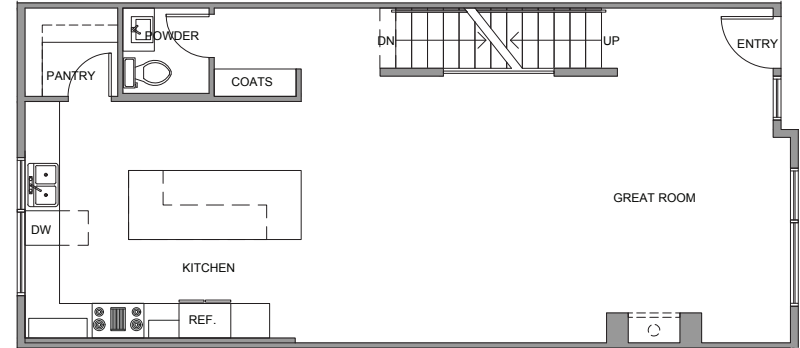 POWDER
DN
UP
ENTRY
PANTRY
COATS
GREAT ROOM
DW
KITCHEN
REF.